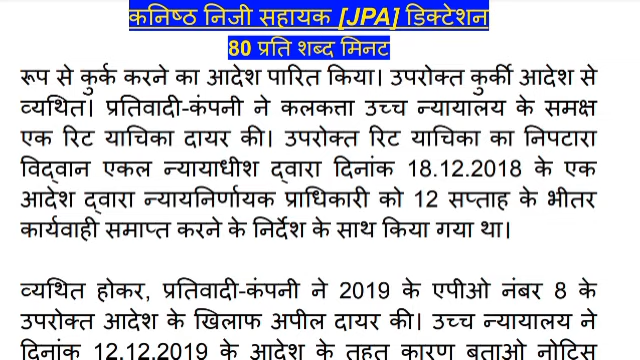 कनिष्ठ निजी सहायक [JPA] डिक्टेशन
80 प्रति शब्द मिनट
रूप से कुर्क करने का आदेश पारित किया। उपरोक्त कुर्की आदेश से
व्यथित। प्रतिवादी-कंपनी ने कलकत्ता उच्च न्यायालय के समक्ष
एक रिट याचिका दायर की। उपरोक्त रिट याचिका का निपटारा
विद्वान एकल न्यायाधीश द्वारा दिनांक 18.12.2018 के एक
आदेश द्वारा न्यायनिर्णायक प्राधिकारी को 12 सप्ताह के भीतर
कार्यवाही समाप्त करने के निर्देश के साथ किया गया था।
व्यथित होकर, प्रतिवादी-कंपनी ने 2019 के एपीओ नंबर 8 के
उपरोक्त आदेश के खिलाफ अपील दायर की। उच्च न्यायालय ने
दिनांक 12.12.2019 के आदेश के तहत कारण बताओ नोटिस